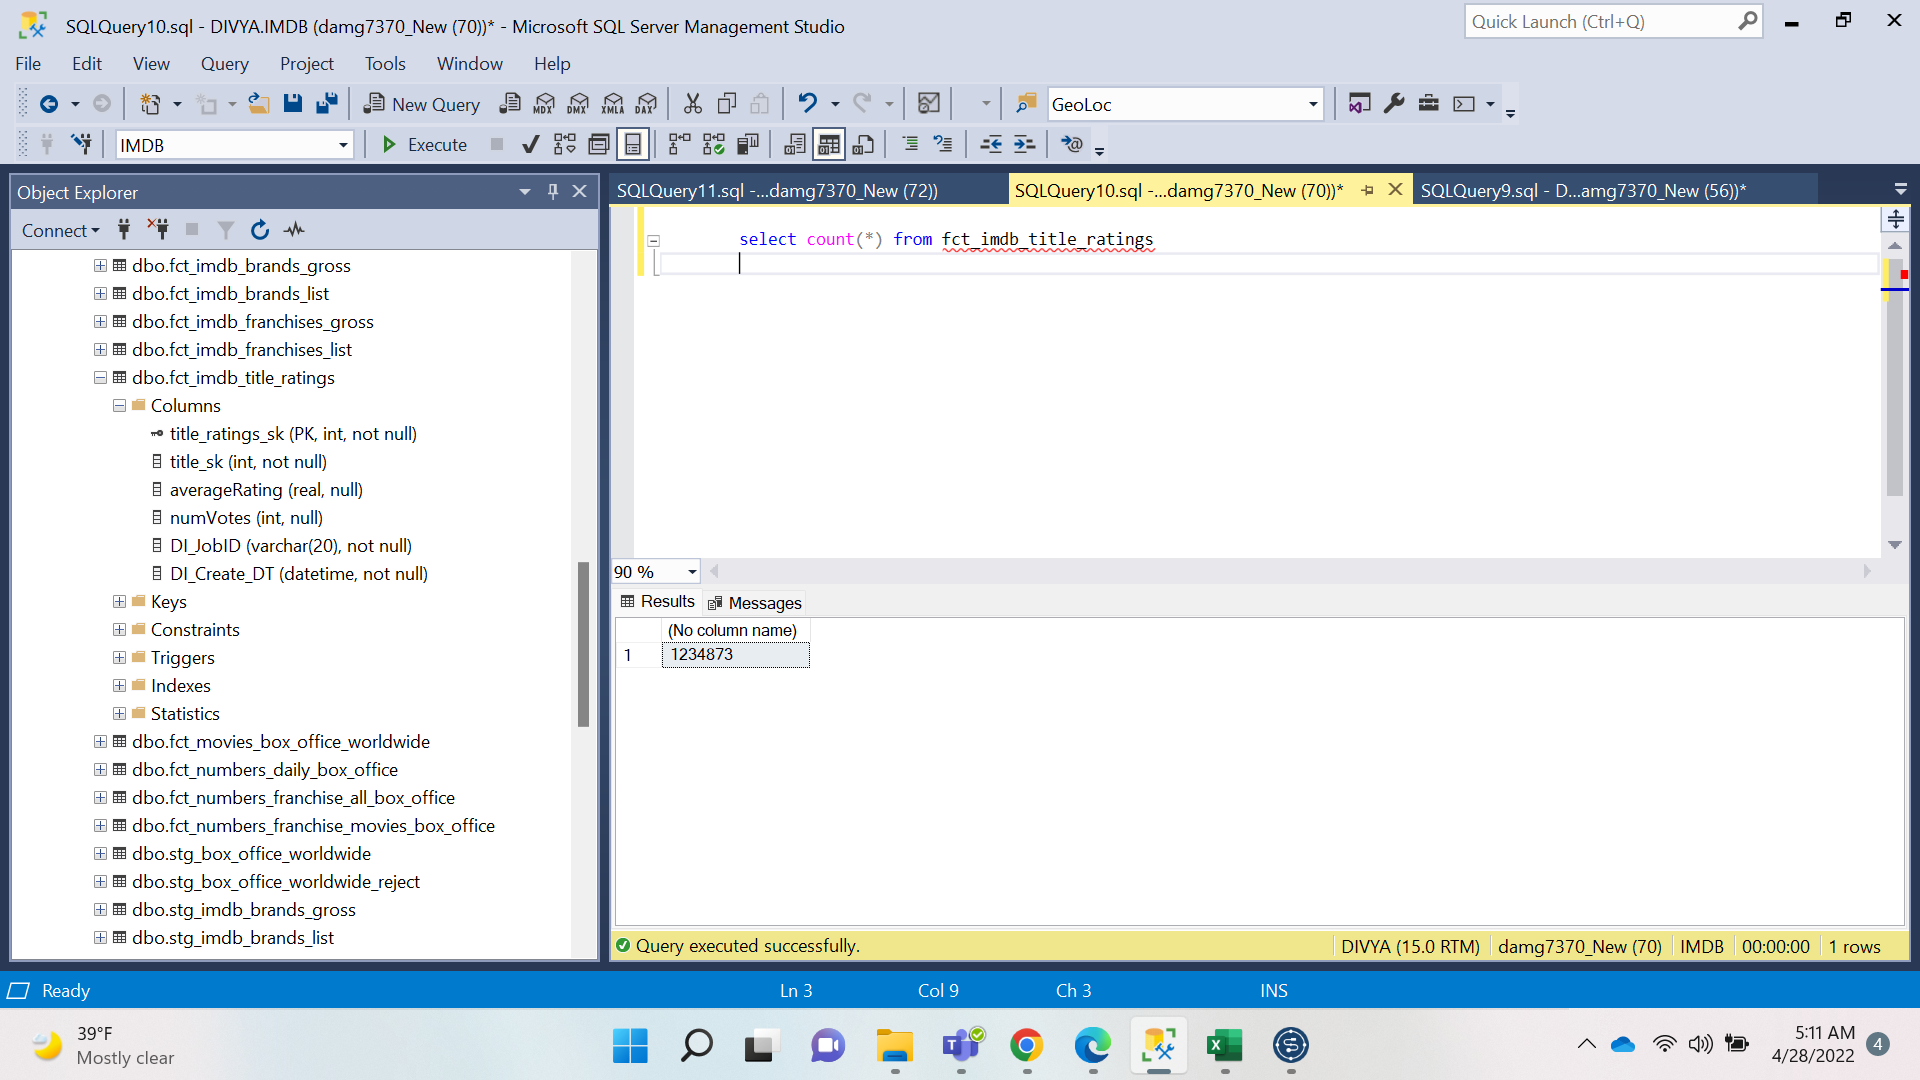 SQLQuery10.sql - DIVYA.IMDB (damg7370_New (70))* - Microsoft SQL Server Management Studio
Quick Launch (Ctrl+Q)
File Edit View Query Project Tools Window Help
New Query MDX DMX XMLA DAX GeoLoc
IMDB Execute
Object Explorer
Connect
dbo.fct_imdb_brands_gross
dbo.fct_imdb_brands_list
dbo.fct_imdb_franchises_gross
dbo.fct_imdb_franchises_list
dbo.fct_imdb_title_ratings
Columns
title_ratings_sk (PK, int, not null)
title_sk (int, not null)
averageRating (real, null)
numVotes (int, null)
DI_JobID (varchar(20), not null)
DI_Create_DT (datetime, not null)
Keys
Constraints
Triggers
Indexes
Statistics
dbo.fct_movies_box_office_worldwide
dbo.fct_numbers_daily_box_office
dbo.fct_numbers_franchise_all_box_office
dbo.fct_numbers_franchise_movies_box_office
dbo.stg_box_office_worldwide
dbo.stg_box_office_worldwide_reject
dbo.stg_imdb_brands_gross
dbo.stg_imdb_brands_list
SQLQuery11.sql -...damg7370_New (72))
SQLQuery10.sql -...damg7370_New (70))*
SQLQuery9.sql - D...amg7370_New (56))*
select count(*) from fct_imdb_title_ratings
90 %
Results Messages
(No column name)
1 1234873
Query executed successfully.
DIVYA (15.0 RTM) damg7370_New (70) IMDB 00:00:00 1 rows
Ready Ln 3 Col 9 Ch 3 INS
39°F
Mostly clear
5:11 AM
4/28/2022
4